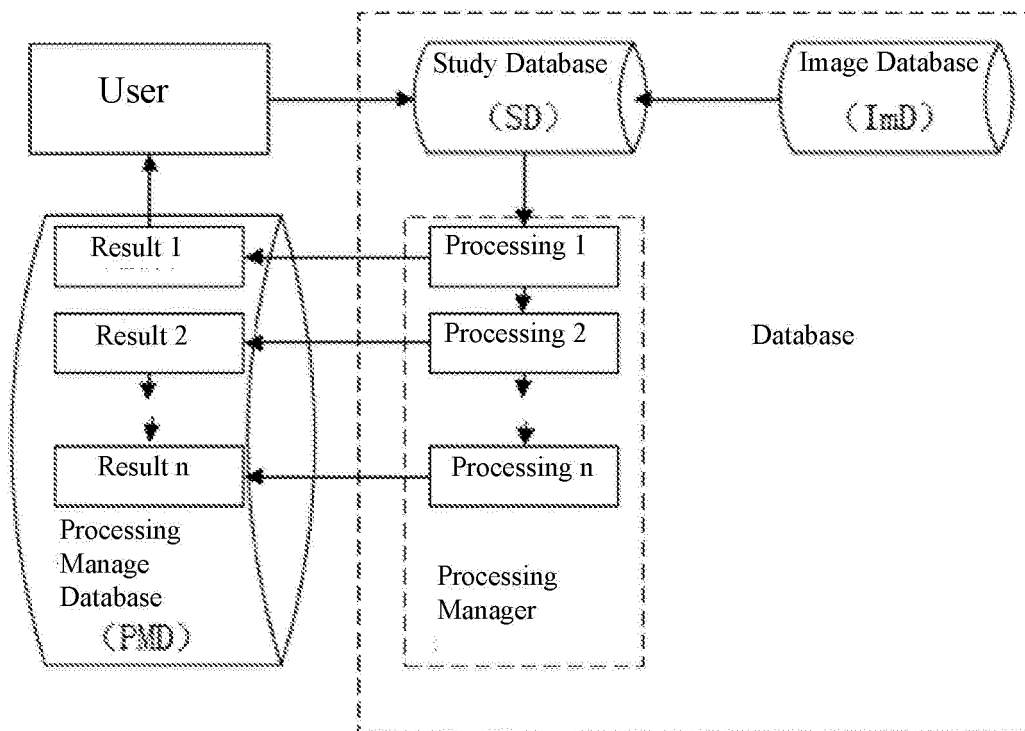 User
Study Database
（SD）
Image Database
（ImD）
Result 1
Processing 1
Result 2
Processing 2
Database
Result n
Processing n
Processing
Manage
Database
（PMD）
Processing
Manager